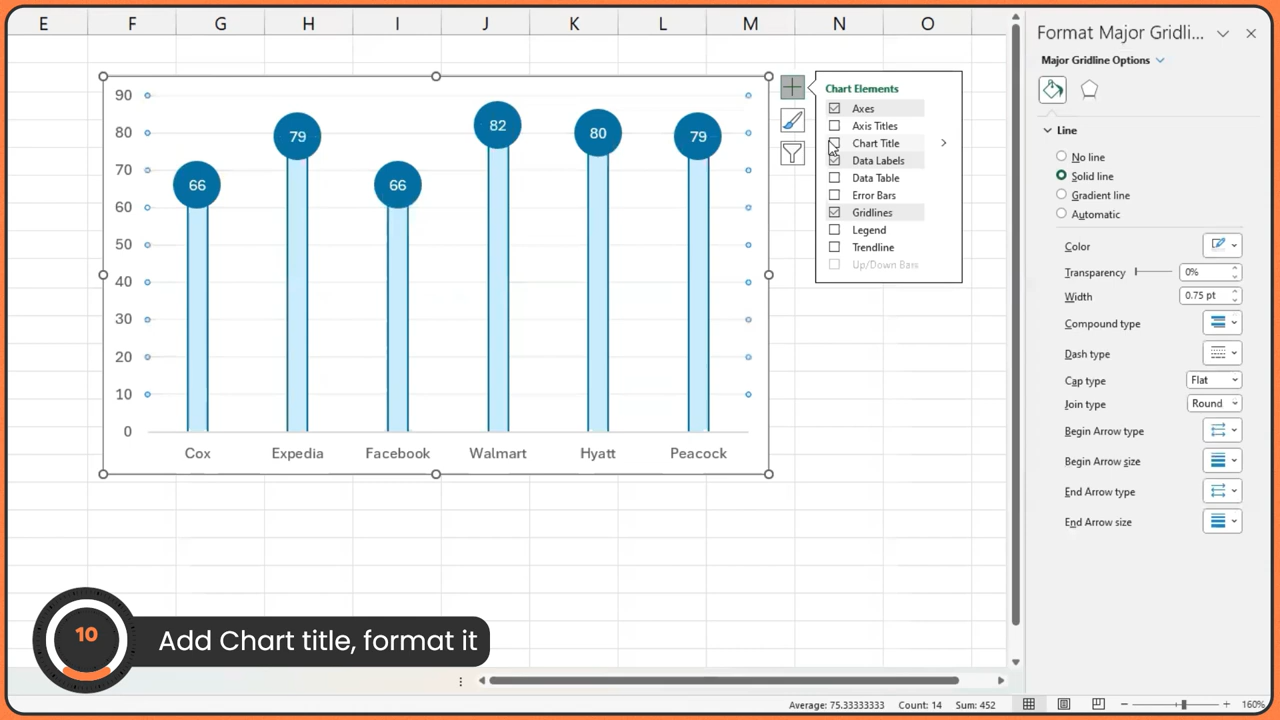 E F G H I J K L M N O
Format Major Gridli...
Major Gridline Options
Line
No line
Solid line
Gradient line
Automatic
Color
Transparency 0%
Width 0.75 pt
Compound type
Dash type
Cap type Flat
Join type Round
Begin Arrow type
Begin Arrow size
End Arrow type
End Arrow size
Chart Elements
Axes
Axis Titles
Chart Title
Data Labels
Data Table
Error Bars
Gridlines
Legend
Trendline
Up/Down Bars
90
80
70
60
50
40
30
20
10
0
66 79 66 82 80 79
Cox Expedia Facebook Walmart Hyatt Peacock
10
Add Chart title, format it
Average: 75.33333333 Count: 14 Sum: 452 160%